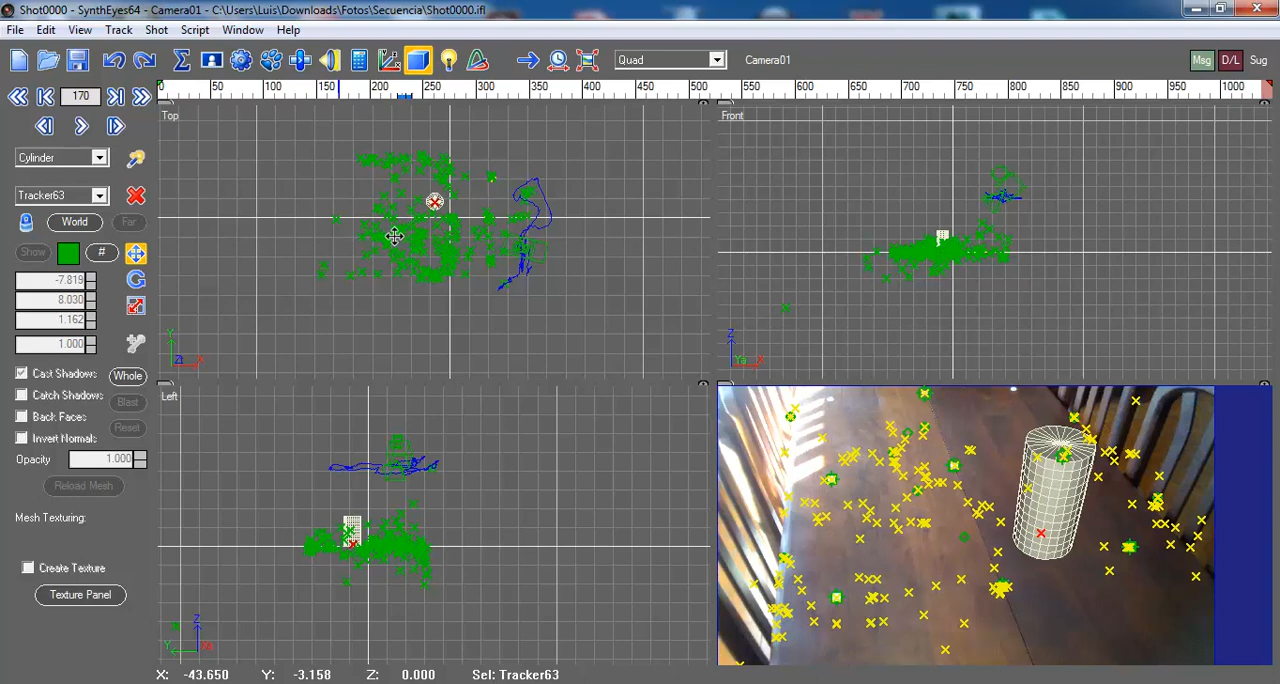 Shot0000 - SynthEyes64 - Camera01 - C:\Users\Luis\Downloads\Fotos\Secuencia\Shot0000.ifl
File Edit View Track Shot Script Window Help
Quad Camera01 Msg D/L Sug
170 0 50 100 150 200 250 300 350 400 450 500 550 600 650 700 750 800 850 900 950 1000
Top Front
Cylinder
Tracker63
World Far
Show #
-7.819
8.030
1.162
1.000
Y X
Z X
Cast Shadows Whole
Catch Shadows Blast
Left
Back Faces Reset
Invert Normals
Opacity 1.000
Reload Mesh
Mesh Texturing:
Create Texture
Texture Panel
Z
Y
X: -43.650 Y: -3.158 Z: 0.000 Sel: Tracker63